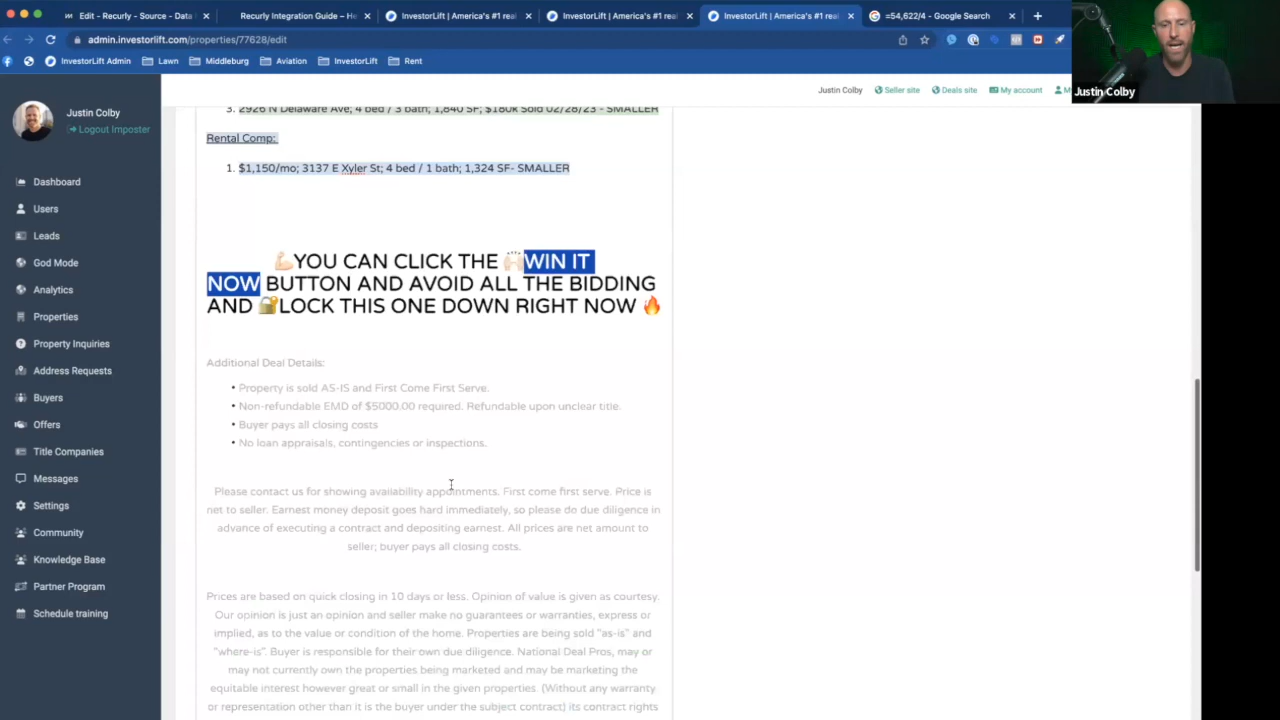 Edit - Recurly - Source - Data
Recurly Integration Guide – He
InvestorLift | America's #1 real
InvestorLift | America's #1 real
InvestorLift | America's #1 real
=54,622/4 - Google Search
admin.investorlift.com/properties/77628/edit
InvestorLift Admin
Lawn
Middleburg
Aviation
InvestorLift
Rent
Justin Colby
Seller site
Deals site
My account
Justin Colby
Justin Colby
Logout Imposter
Dashboard
Users
Leads
God Mode
Analytics
Properties
Property Inquiries
Address Requests
Buyers
Offers
Title Companies
Messages
Settings
Community
Knowledge Base
Partner Program
Schedule training
3. 2926 N Delaware Ave; 4 bed / 3 bath; 1,840 SF; $180k Sold 02/28/23 - SMALLER
Rental Comp:
1. $1,150/mo; 3137 E Xyler St; 4 bed / 1 bath; 1,324 SF- SMALLER
💪🏻YOU CAN CLICK THE 🙌🏻WIN IT
NOW BUTTON AND AVOID ALL THE BIDDING
AND 🔐LOCK THIS ONE DOWN RIGHT NOW 🔥
Additional Deal Details:
• Property is sold AS-IS and First Come First Serve.
• Non-refundable EMD of $5000.00 required. Refundable upon unclear title.
• Buyer pays all closing costs
• No loan appraisals, contingencies or inspections.
Please contact us for showing availability appointments. First come first serve. Price is
net to seller. Earnest money deposit goes hard immediately, so please do due diligence in
advance of executing a contract and depositing earnest. All prices are net amount to
seller; buyer pays all closing costs.
Prices are based on quick closing in 10 days or less. Opinion of value is given as courtesy.
Our opinion is just an opinion and seller make no guarantees or warranties, express or
implied, as to the value or condition of the home. Properties are being sold "as-is" and
"where-is". Buyer is responsible for their own due diligence. National Deal Pros, may or
may not currently own the properties being marketed and may be marketing the
equitable interest however great or small in the given properties. (Without any warranty
or representation other than it is the buyer under the subject contract) its contract rights